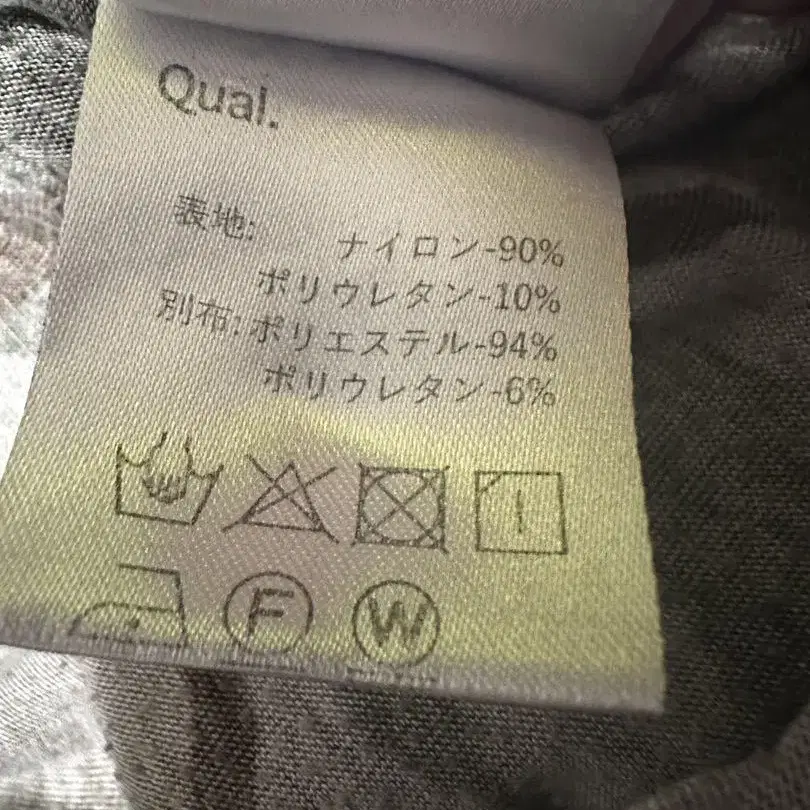 Qual.
表地: ナイロン-90%
ポリウレタン-10%
別布: ポリエステル-94%
ポリウレタン-6%
F W